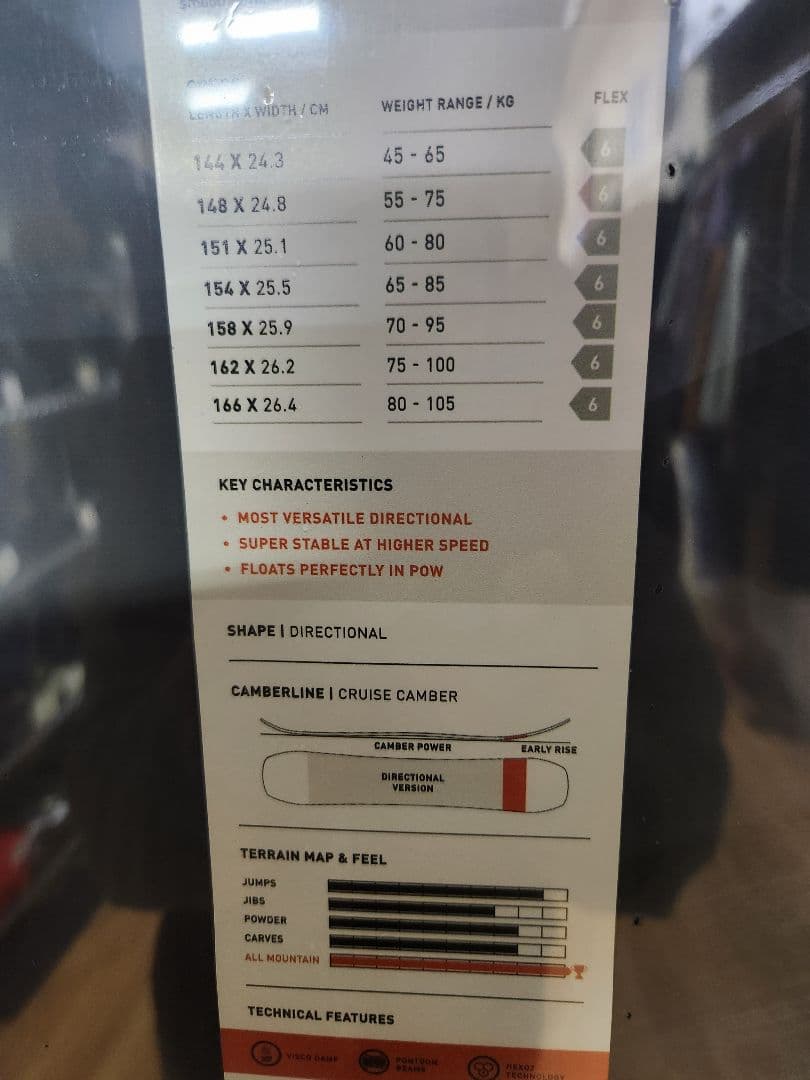 LENGTH X WIDTH / CM WEIGHT RANGE / KG FLEX
144 X 24.3 45 - 65 6
148 X 24.8 55 - 75 6
151 X 25.1 60 - 80 6
154 X 25.5 65 - 85 6
158 X 25.9 70 - 95 6
162 X 26.2 75 - 100 6
166 X 26.4 80 - 105 6
KEY CHARACTERISTICS
• MOST VERSATILE DIRECTIONAL
• SUPER STABLE AT HIGHER SPEED
• FLOATS PERFECTLY IN POW
SHAPE | DIRECTIONAL
CAMBERLINE | CRUISE CAMBER
CAMBER POWER EARLY RISE
DIRECTIONAL
VERSION
TERRAIN MAP & FEEL
JUMPS
JIBS
POWDER
CARVES
ALL MOUNTAIN
TECHNICAL FEATURES
VISCO DAMP
PONTOON
BEAMS
TECHNOLOGY